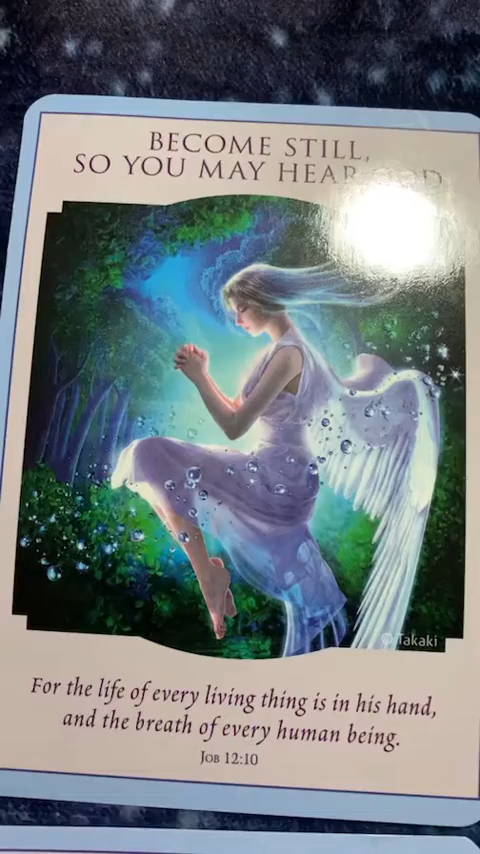 BECOME STILL,
SO YOU MAY HEAR GOD
© Takaki
For the life of every living thing is in his hand,
and the breath of every human being.
JOB 12:10